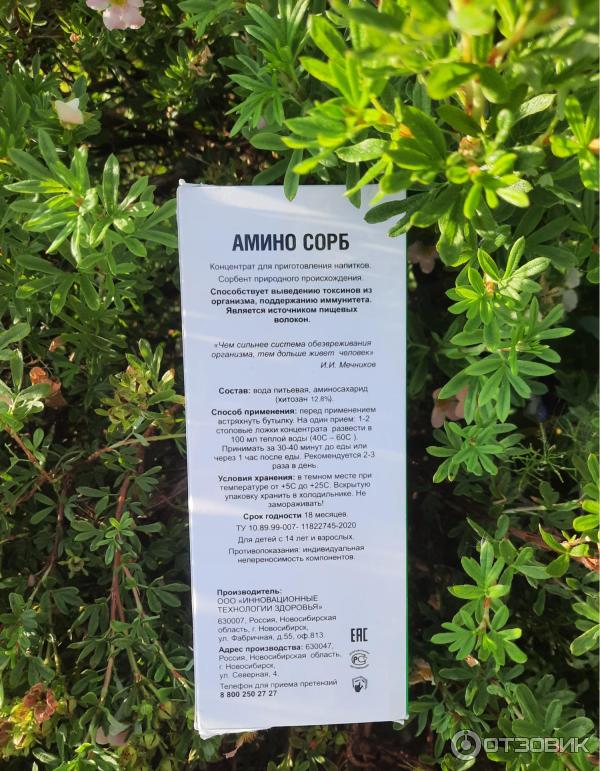 АМИНО СОРБ
Концентрат для приготовления напитков.
Сорбент природного происхождения.
Способствует выведению токсинов из
организма, поддержанию иммунитета.
Является источником пищевых
волокон.
«Чем сильнее система обезвреживания
организма, тем дольше живет человек»
И.И. Мечников
Состав: вода питьевая, аминосахарид
(хитозан 12,8%).
Способ применения: перед применением
встряхнуть бутылку. На один прием: 1-2
столовые ложки концентрата развести в
100 мл теплой воды (40С – 60С ).
Принимать за 30-40 минут до еды или
через 1 час после еды. Рекомендуется 2-3
раза в день.
Условия хранения: в темном месте при
температуре от +5С до +25С. Вскрытую
упаковку хранить в холодильнике. Не
замораживать!
Срок годности 18 месяцев.
ТУ 10.89.99-007- 11822745-2020
Для детей с 14 лет и взрослых.
Противопоказания: индивидуальная
непереносимость компонентов.
Производитель:
ООО «ИННОВАЦИОННЫЕ
ТЕХНОЛОГИИ ЗДОРОВЬЯ»
630007, Россия, Новосибирская
область, г. Новосибирск,
ул. Фабричная, д.55, оф.813.
Адрес производства: 630047,
Россия, Новосибирская область,
г. Новосибирск,
ул. Северная, 4.
Телефон для приема претензий
8 800 250 27 27
ЕАС
РСТ
ОТЗОВИК